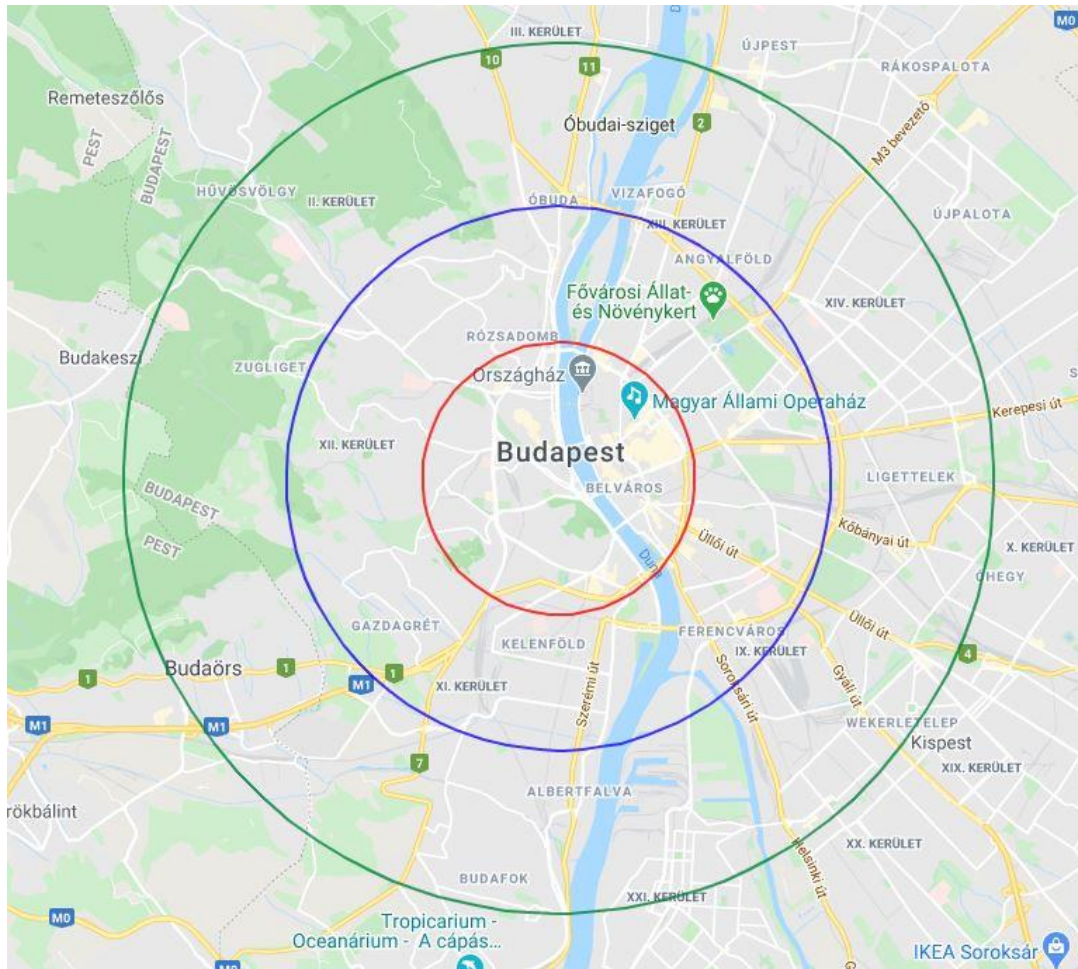 III. KERÜLET
M0
10
11
ÚJPEST
RÁKOSPALOTA
Remeteszőlős
PEST
BUDAPEST
Óbudai-sziget
2
M3 bevezető
HŰVÖSVÖLGY
II. KERÜLET
ÓBUDA
VIZAFOGÓ
XIII. KERÜLET
ÚJPALOTA
ANGYALFÖLD
Fővárosi Állat-
és Növénykert
XIV. KERÜLET
RÓZSADOMB
Budakeszi
ZUGLIGET
Országház
Magyar Állami Operaház
Kerepesi út
XII. KERÜLET
Budapest
BELVÁROS
LIGETTELEK
BUDAPEST
PEST
Üllői út
Kőbányai út
X. KERÜLET
Duna
ÓHEGY
GAZDAGRÉT
KELENFÖLD
FERENCVÁROS
Üllői út
IX. KERÜLET
4
Budaörs
1
1
1
M1
XI. KERÜLET
Szerémi út
Soroksári út
Gyáli út
M1
M1
WEKERLETELEP
Kispest
7
XIX. KERÜLET
ALBERTFALVA
rökbálint
XX. KERÜLET
Helsinki út
BUDAFOK
XXI. KERÜLET
M0
Tropicarium -
Oceanárium - A cápás...
IKEA Soroksár